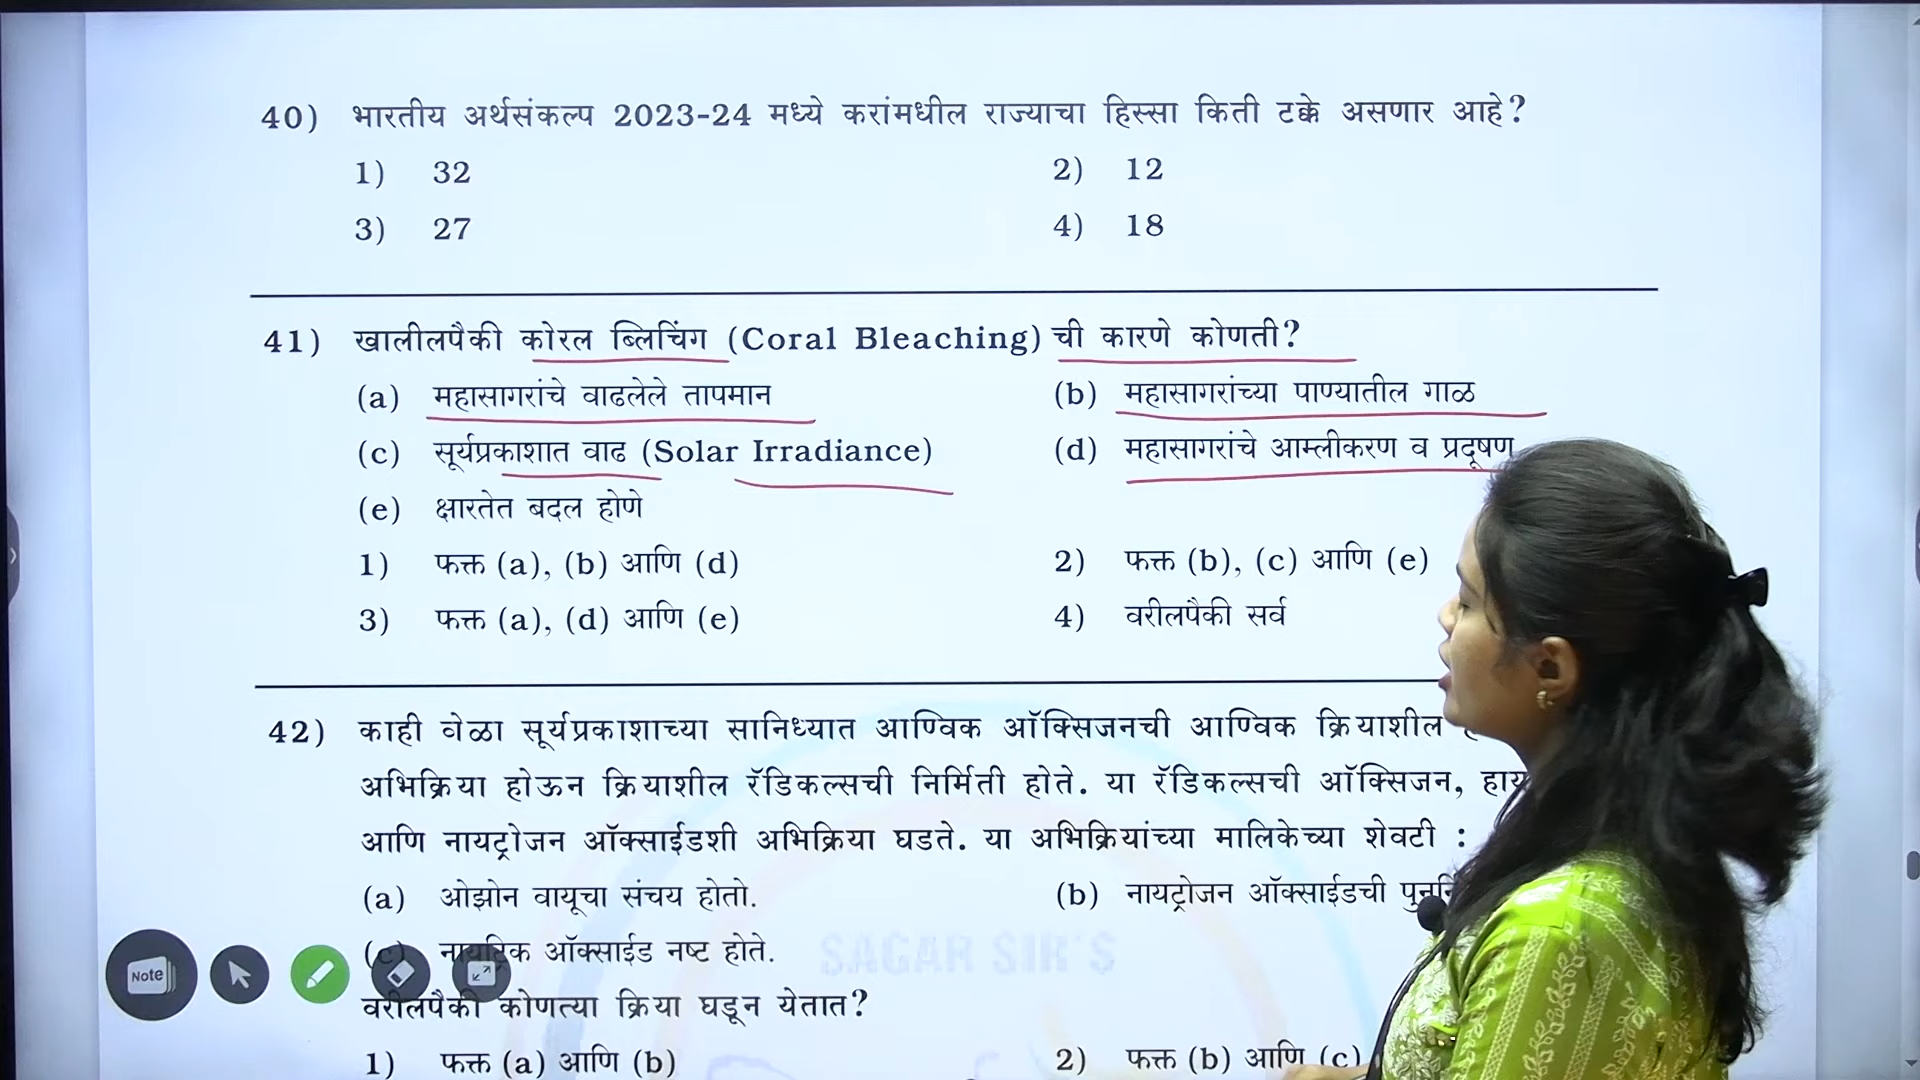 40) भारतीय अर्थसंकल्प 2023-24 मध्ये करांमधील राज्याचा हिस्सा किती टक्के असणार आहे?
1) 32 2) 12
3) 27 4) 18
41) खालीलपैकी कोरल ब्लिचिंग (Coral Bleaching) ची कारणे कोणती?
(a) महासागरांचे वाढलेले तापमान (b) महासागरांच्या पाण्यातील गाळ
(c) सूर्यप्रकाशात वाढ (Solar Irradiance) (d) महासागरांचे आम्लीकरण व प्रदूषण
(e) क्षारतेत बदल होणे
1) फक्त (a), (b) आणि (d) 2) फक्त (b), (c) आणि (e)
3) फक्त (a), (d) आणि (e) 4) वरीलपैकी सर्व
42) काही वेळा सूर्यप्रकाशाच्या सानिध्यात आण्विक ऑक्सिजनची आण्विक क्रियाशील
अभिक्रिया होऊन क्रियाशील रॅडिकल्सची निर्मिती होते. या रॅडिकल्सची ऑक्सिजन,
आणि नायट्रोजन ऑक्साईडशी अभिक्रिया घडते. या अभिक्रियांच्या मालिकेच्या शेवटी :
(a) ओझोन वायूचा संचय होतो. (b) नायट्रोजन ऑक्साईडची
(c) नायट्रिक ऑक्साईड नष्ट होते.
SAGAR SIR'S
Note
वरीलपैकी कोणत्या क्रिया घडून येतात?
1) फक्त (a) आणि (b) 2) फक्त (b) आणि (c)